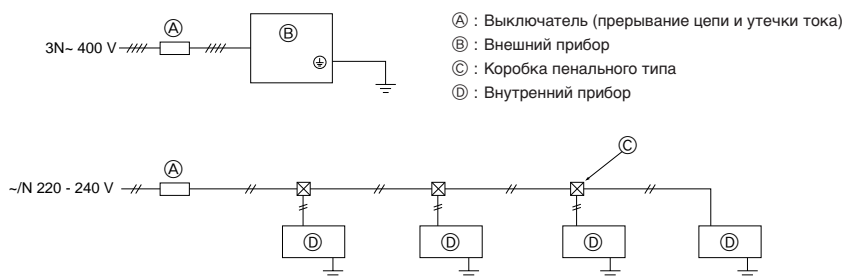 3N~ 400 V
Ⓐ
Ⓑ
Ⓐ : Выключатель (прерывание цепи и утечки тока)
Ⓑ : Внешний прибор
Ⓒ : Коробка пенального типа
Ⓓ : Внутренний прибор
Ⓒ
~/N 220 - 240 V
Ⓐ
Ⓓ Ⓓ Ⓓ Ⓓ